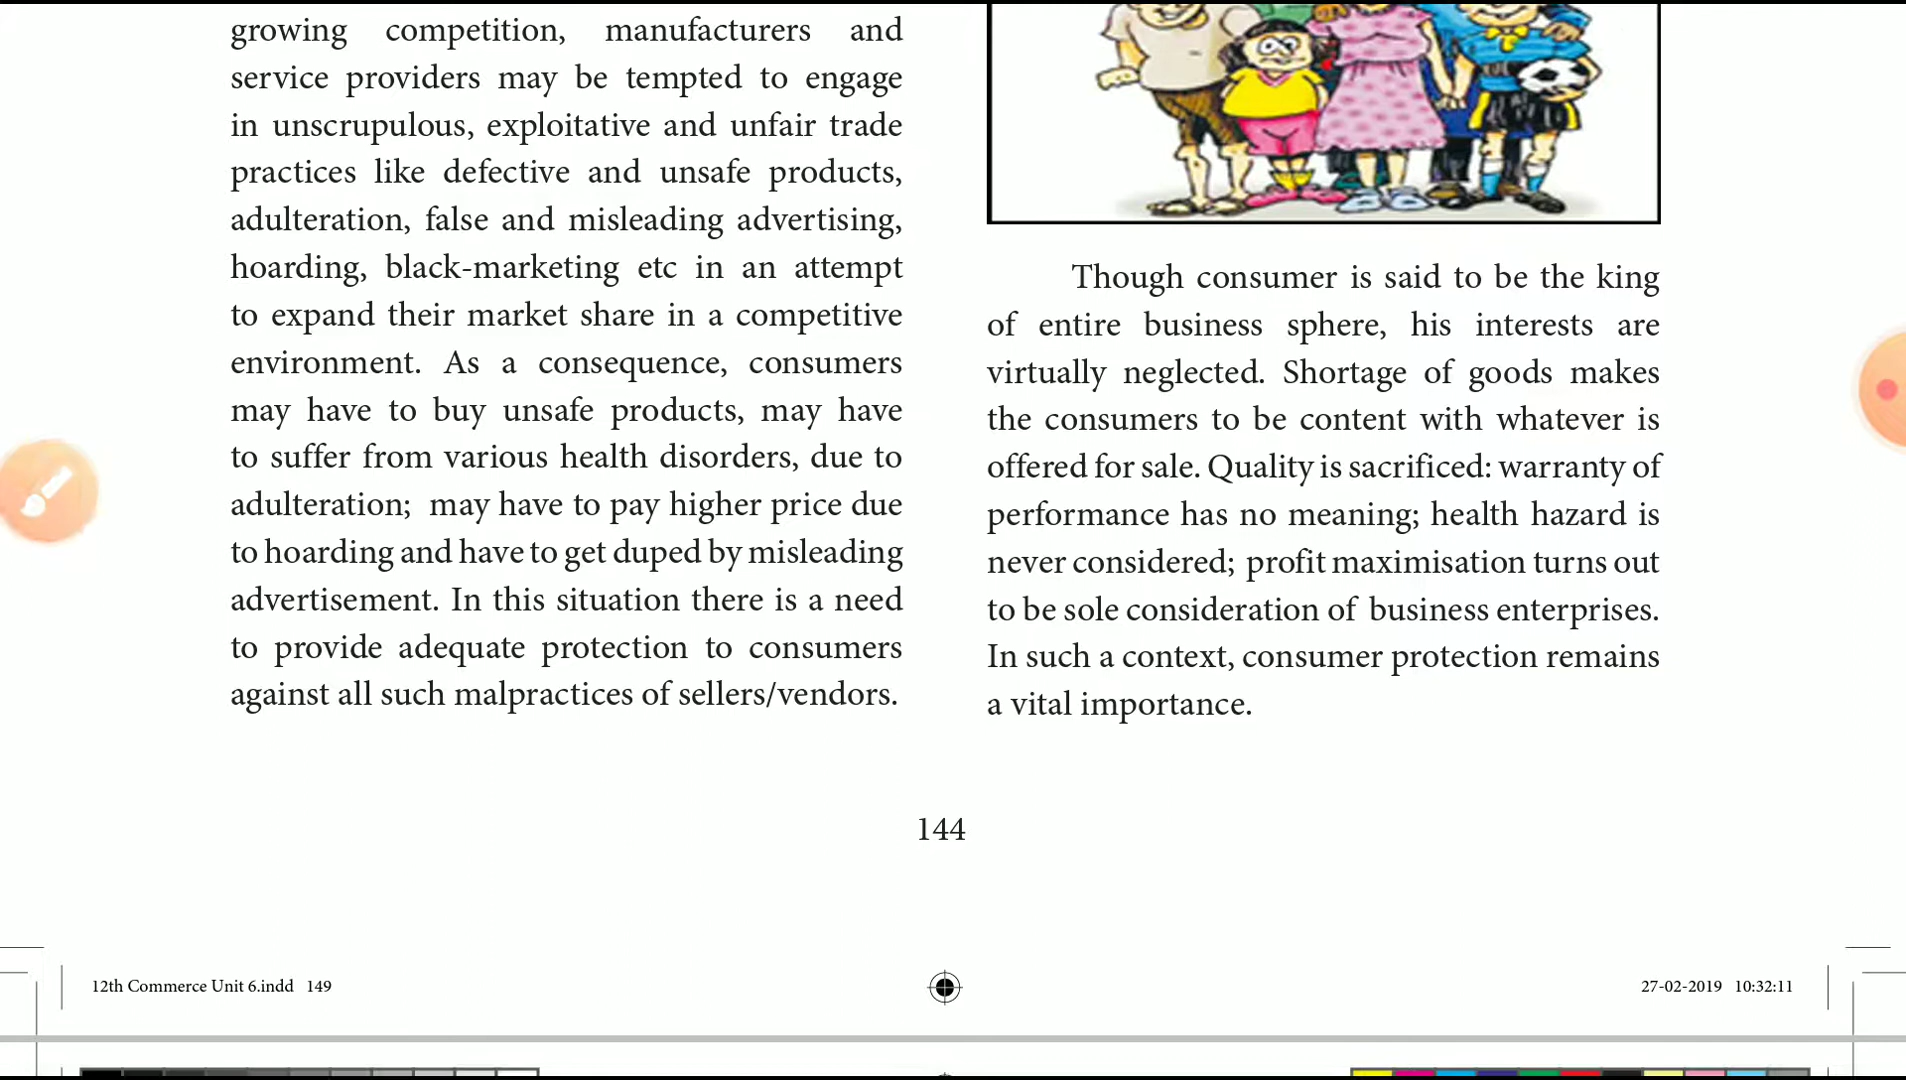 growing competition, manufacturers and
service providers may be tempted to engage
in unscrupulous, exploitative and unfair trade
practices like defective and unsafe products,
adulteration, false and misleading advertising,
hoarding, black-marketing etc in an attempt
to expand their market share in a competitive
environment. As a consequence, consumers
may have to buy unsafe products, may have
to suffer from various health disorders, due to
adulteration; may have to pay higher price due
to hoarding and have to get duped by misleading
advertisement. In this situation there is a need
to provide adequate protection to consumers
against all such malpractices of sellers/vendors.
Though consumer is said to be the king
of entire business sphere, his interests are
virtually neglected. Shortage of goods makes
the consumers to be content with whatever is
offered for sale. Quality is sacrificed: warranty of
performance has no meaning; health hazard is
never considered; profit maximisation turns out
to be sole consideration of business enterprises.
In such a context, consumer protection remains
a vital importance.
144
12th Commerce Unit 6.indd 149
27-02-2019 10:32:11